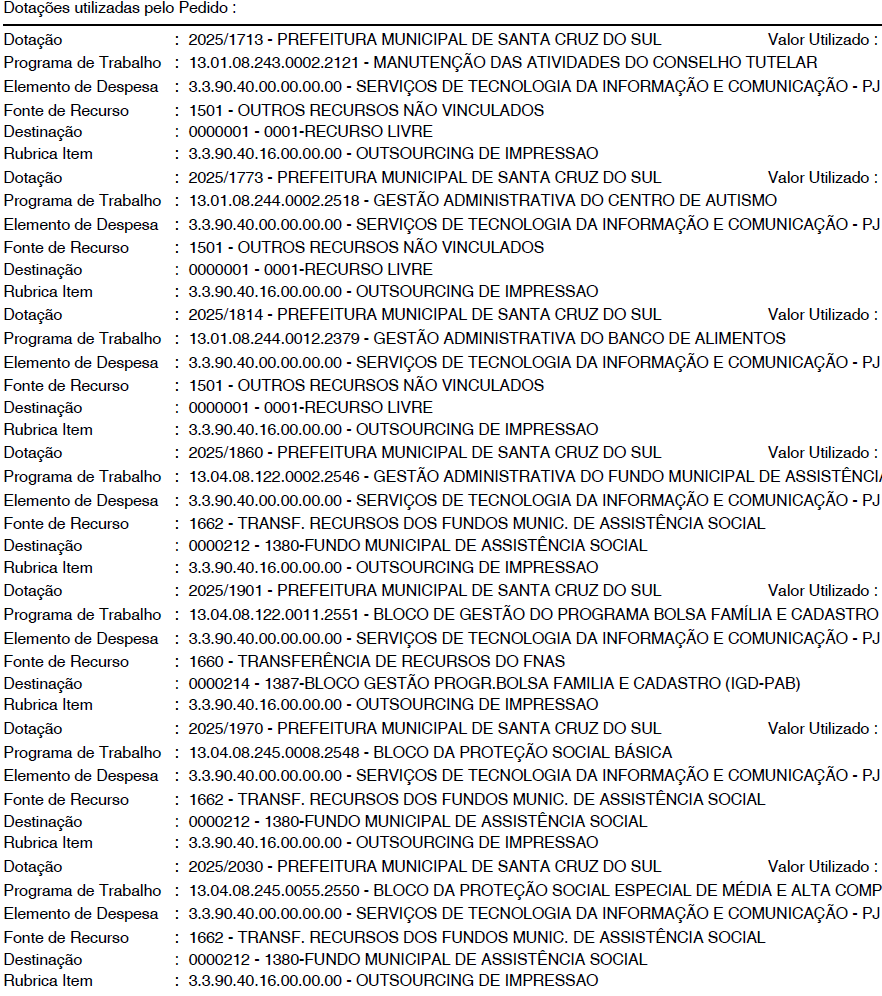 Dotações utilizadas pelo Pedido :
Dotação : 2025/1713 - PREFEITURA MUNICIPAL DE SANTA CRUZ DO SUL Valor Utilizado :
Programa de Trabalho : 13.01.08.243.0002.2121 - MANUTENÇÃO DAS ATIVIDADES DO CONSELHO TUTELAR
Elemento de Despesa : 3.3.90.40.00.00.00.00 - SERVIÇOS DE TECNOLOGIA DA INFORMAÇÃO E COMUNICAÇÃO - PJ
Fonte de Recurso : 1501 - OUTROS RECURSOS NÃO VINCULADOS
Destinação : 0000001 - 0001-RECURSO LIVRE
Rubrica Item : 3.3.90.40.16.00.00.00 - OUTSOURCING DE IMPRESSAO
Dotação : 2025/1773 - PREFEITURA MUNICIPAL DE SANTA CRUZ DO SUL Valor Utilizado :
Programa de Trabalho : 13.01.08.244.0002.2518 - GESTÃO ADMINISTRATIVA DO CENTRO DE AUTISMO
Elemento de Despesa : 3.3.90.40.00.00.00.00 - SERVIÇOS DE TECNOLOGIA DA INFORMAÇÃO E COMUNICAÇÃO - PJ
Fonte de Recurso : 1501 - OUTROS RECURSOS NÃO VINCULADOS
Destinação : 0000001 - 0001-RECURSO LIVRE
Rubrica Item : 3.3.90.40.16.00.00.00 - OUTSOURCING DE IMPRESSAO
Dotação : 2025/1814 - PREFEITURA MUNICIPAL DE SANTA CRUZ DO SUL Valor Utilizado :
Programa de Trabalho : 13.01.08.244.0012.2379 - GESTÃO ADMINISTRATIVA DO BANCO DE ALIMENTOS
Elemento de Despesa : 3.3.90.40.00.00.00.00 - SERVIÇOS DE TECNOLOGIA DA INFORMAÇÃO E COMUNICAÇÃO - PJ
Fonte de Recurso : 1501 - OUTROS RECURSOS NÃO VINCULADOS
Destinação : 0000001 - 0001-RECURSO LIVRE
Rubrica Item : 3.3.90.40.16.00.00.00 - OUTSOURCING DE IMPRESSAO
Dotação : 2025/1860 - PREFEITURA MUNICIPAL DE SANTA CRUZ DO SUL Valor Utilizado :
Programa de Trabalho : 13.04.08.122.0002.2546 - GESTÃO ADMINISTRATIVA DO FUNDO MUNICIPAL DE ASSISTÊNCIA
Elemento de Despesa : 3.3.90.40.00.00.00.00 - SERVIÇOS DE TECNOLOGIA DA INFORMAÇÃO E COMUNICAÇÃO - PJ
Fonte de Recurso : 1662 - TRANSF. RECURSOS DOS FUNDOS MUNIC. DE ASSISTÊNCIA SOCIAL
Destinação : 0000212 - 1380-FUNDO MUNICIPAL DE ASSISTÊNCIA SOCIAL
Rubrica Item : 3.3.90.40.16.00.00.00 - OUTSOURCING DE IMPRESSAO
Dotação : 2025/1901 - PREFEITURA MUNICIPAL DE SANTA CRUZ DO SUL Valor Utilizado :
Programa de Trabalho : 13.04.08.122.0011.2551 - BLOCO DE GESTÃO DO PROGRAMA BOLSA FAMÍLIA E CADASTRO
Elemento de Despesa : 3.3.90.40.00.00.00.00 - SERVIÇOS DE TECNOLOGIA DA INFORMAÇÃO E COMUNICAÇÃO - PJ
Fonte de Recurso : 1660 - TRANSFERÊNCIA DE RECURSOS DO FNAS
Destinação : 0000214 - 1387-BLOCO GESTÃO PROGR.BOLSA FAMILIA E CADASTRO (IGD-PAB)
Rubrica Item : 3.3.90.40.16.00.00.00 - OUTSOURCING DE IMPRESSAO
Dotação : 2025/1970 - PREFEITURA MUNICIPAL DE SANTA CRUZ DO SUL Valor Utilizado :
Programa de Trabalho : 13.04.08.245.0008.2548 - BLOCO DA PROTEÇÃO SOCIAL BÁSICA
Elemento de Despesa : 3.3.90.40.00.00.00.00 - SERVIÇOS DE TECNOLOGIA DA INFORMAÇÃO E COMUNICAÇÃO - PJ
Fonte de Recurso : 1662 - TRANSF. RECURSOS DOS FUNDOS MUNIC. DE ASSISTÊNCIA SOCIAL
Destinação : 0000212 - 1380-FUNDO MUNICIPAL DE ASSISTÊNCIA SOCIAL
Rubrica Item : 3.3.90.40.16.00.00.00 - OUTSOURCING DE IMPRESSAO
Dotação : 2025/2030 - PREFEITURA MUNICIPAL DE SANTA CRUZ DO SUL Valor Utilizado :
Programa de Trabalho : 13.04.08.245.0055.2550 - BLOCO DA PROTEÇÃO SOCIAL ESPECIAL DE MÉDIA E ALTA COMP
Elemento de Despesa : 3.3.90.40.00.00.00.00 - SERVIÇOS DE TECNOLOGIA DA INFORMAÇÃO E COMUNICAÇÃO - PJ
Fonte de Recurso : 1662 - TRANSF. RECURSOS DOS FUNDOS MUNIC. DE ASSISTÊNCIA SOCIAL
Destinação : 0000212 - 1380-FUNDO MUNICIPAL DE ASSISTÊNCIA SOCIAL
Rubrica Item : 3.3.90.40.16.00.00.00 - OUTSOURCING DE IMPRESSAO